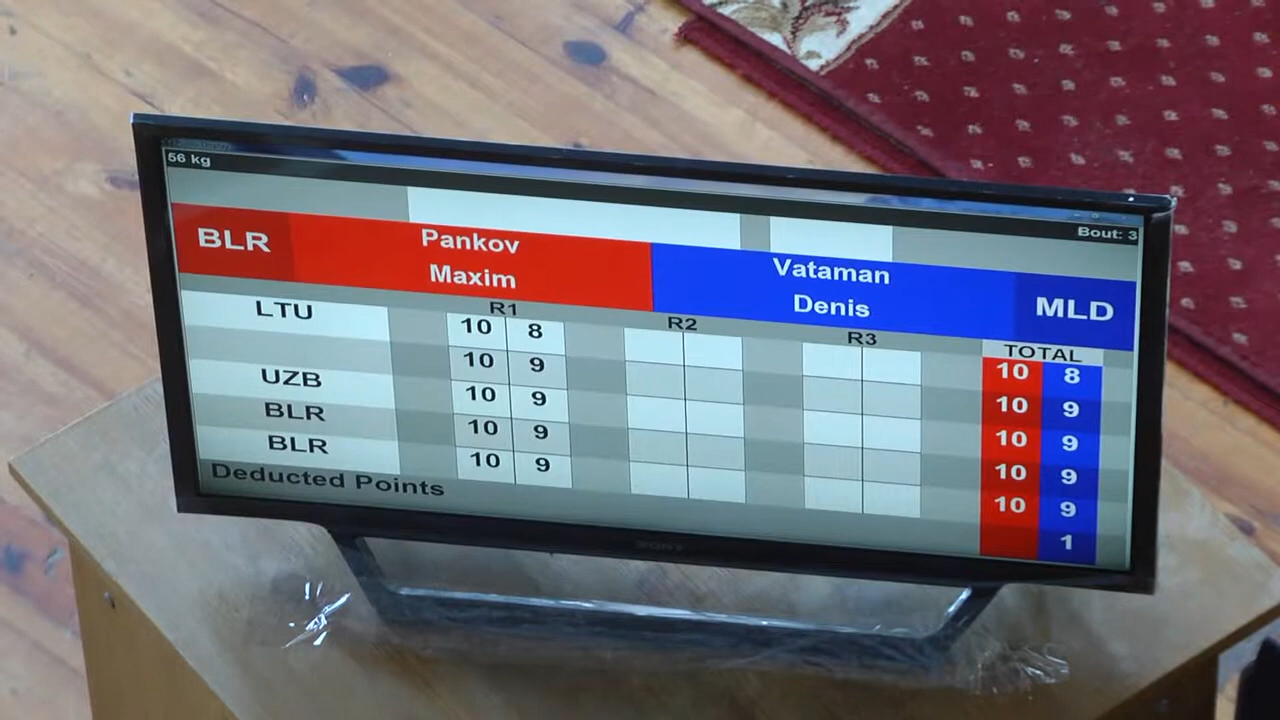 56 kg
Bout: 3
BLR Pankov Maxim Vataman Denis MLD
R1 R2 R3 TOTAL
LTU 10 8 10 8
10 9 10 9
UZB 10 9 10 9
BLR 10 9 10 9
BLR 10 9 10 9
Deducted Points 1
SONY